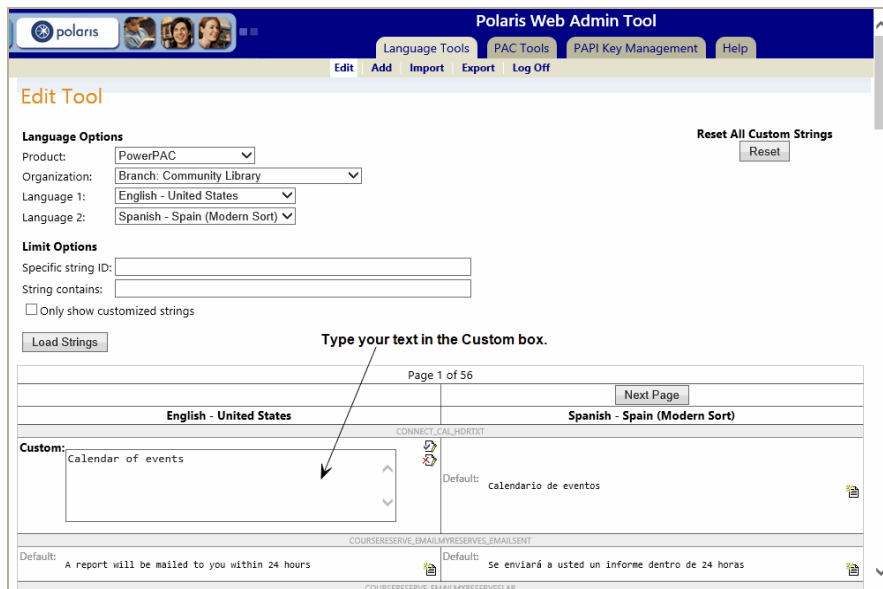 polaris
Polaris Web Admin Tool
Language Tools PAC Tools PAPI Key Management Help
Edit Add Import Export Log Off
Edit Tool
Language Options
Reset All Custom Strings
Product: PowerPAC
Reset
Organization: Branch: Community Library
Language 1: English - United States
Language 2: Spanish - Spain (Modern Sort)
Limit Options
Specific string ID:
String contains:
Only show customized strings
Load Strings
Type your text in the Custom box.
Page 1 of 56
Next Page
English - United States Spanish - Spain (Modern Sort)
CONNECT_CAL_HDRTXT
Custom: Calendar of events
Default: Calendario de eventos
COURSERESERVE_EMAILMYRESERVES_EMAILSENT
Default: A report will be mailed to you within 24 hours
Default: Se enviará a usted un informe dentro de 24 horas
COURSERESERVE_EMAILMYRESERVESLAB